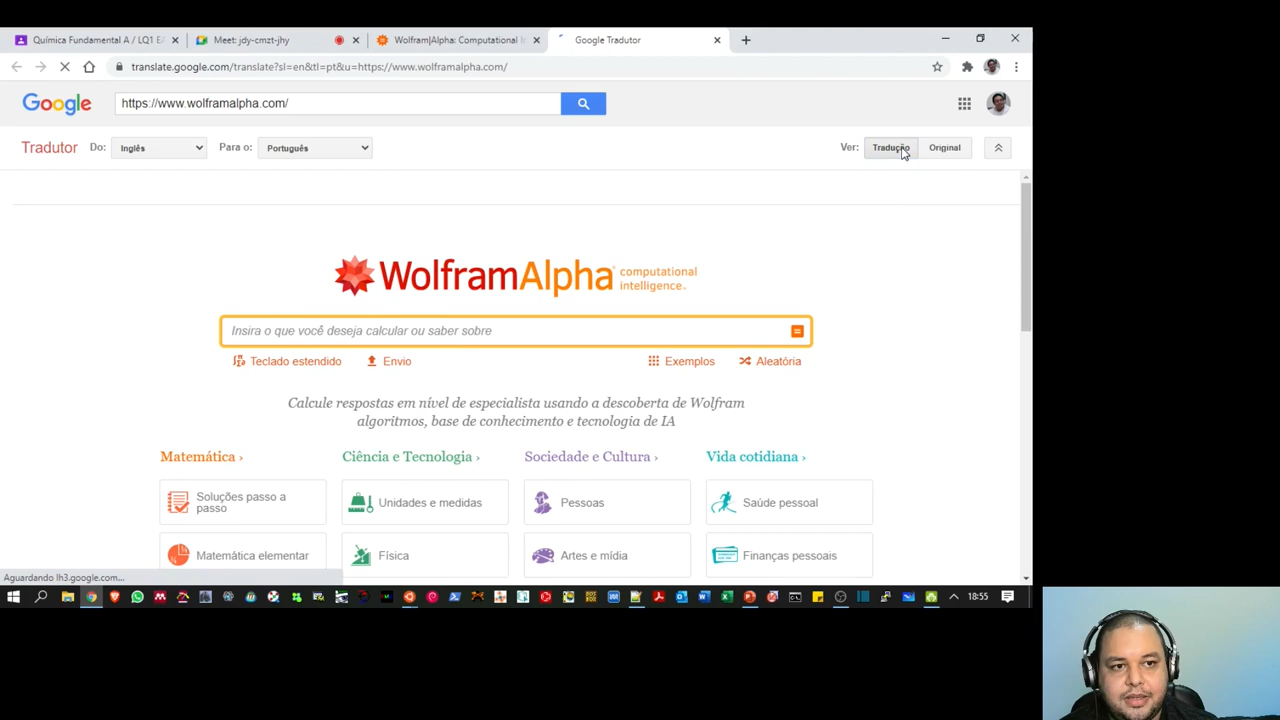 Química Fundamental A / LQ1 E
Meet: jdy-cmzt-jhy
Wolfram|Alpha: Computational I
Google Tradutor
translate.google.com/translate?sl=en&tl=pt&u=https://www.wolframalpha.com/
Google
https://www.wolframalpha.com/
Tradutor
Do:
Inglês
Para o:
Português
Ver:
Tradução
Original
WolframAlpha computational intelligence.
Insira o que você deseja calcular ou saber sobre
Teclado estendido
Envio
Exemplos
Aleatória
Calcule respostas em nível de especialista usando a descoberta de Wolfram
algoritmos, base de conhecimento e tecnologia de IA
Matemática ›
Ciência e Tecnologia ›
Sociedade e Cultura ›
Vida cotidiana ›
Soluções passo a
passo
Unidades e medidas
Pessoas
Saúde pessoal
Matemática elementar
Física
Artes e mídia
Finanças pessoais
Aguardando lh3.google.com...
18:55